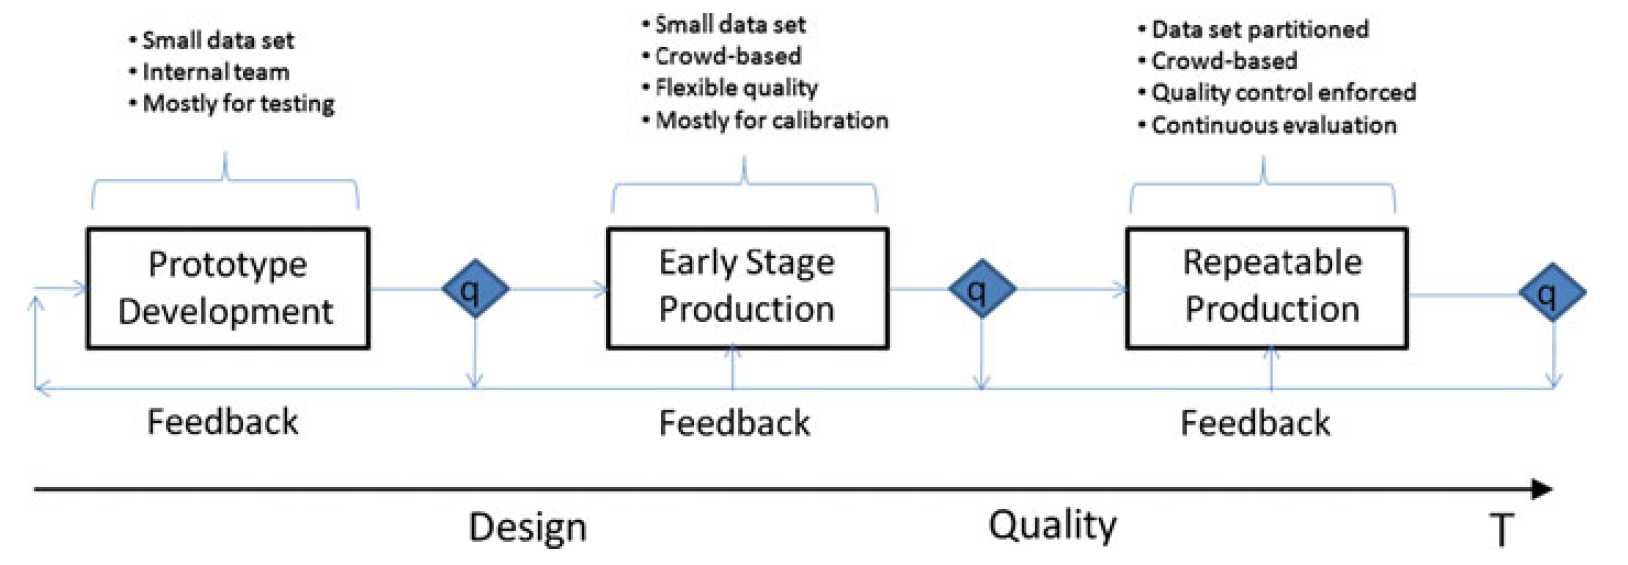 • Small data set
• Internal team
• Mostly for testing
• Small data set
• Crowd-based
• Flexible quality
• Mostly for calibration
• Data set partitioned
• Crowd-based
• Quality control enforced
• Continuous evaluation
Prototype
Development
q
Early Stage
Production
q
Repeatable
Production
q
Feedback
Feedback
Feedback
Design
Quality
T